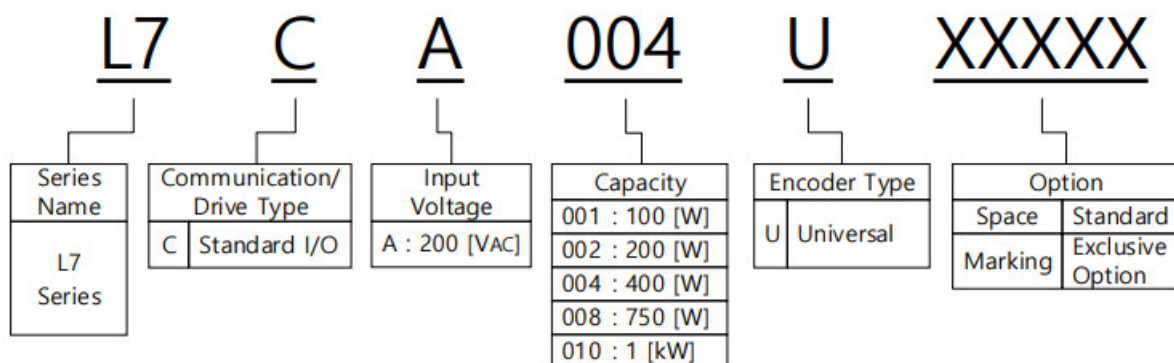 L7 C A 004 U XXXXX
Series Name
L7 Series
Communication/ Drive Type
C Standard I/O
Input Voltage
A : 200 [VAC]
Capacity
001 : 100 [W]
002 : 200 [W]
004 : 400 [W]
008 : 750 [W]
010 : 1 [kW]
Encoder Type
U Universal
Option
Space Standard
Marking Exclusive Option